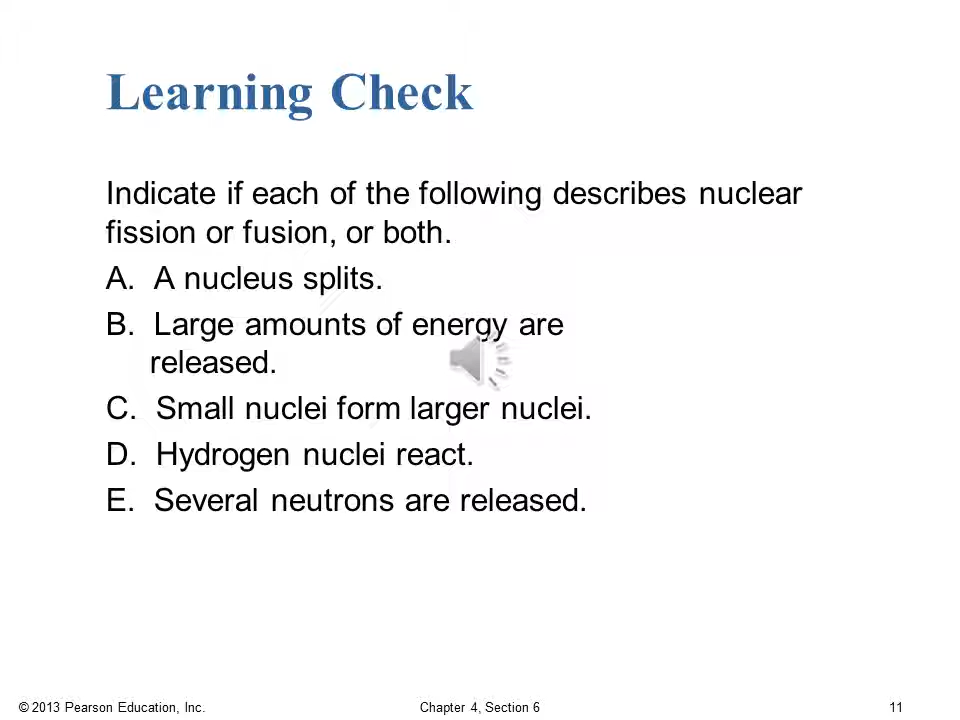 Learning Check
Indicate if each of the following describes nuclear
fission or fusion, or both.
A. A nucleus splits.
B. Large amounts of energy are
released.
C. Small nuclei form larger nuclei.
D. Hydrogen nuclei react.
E. Several neutrons are released.
© 2013 Pearson Education, Inc.
Chapter 4, Section 6
11